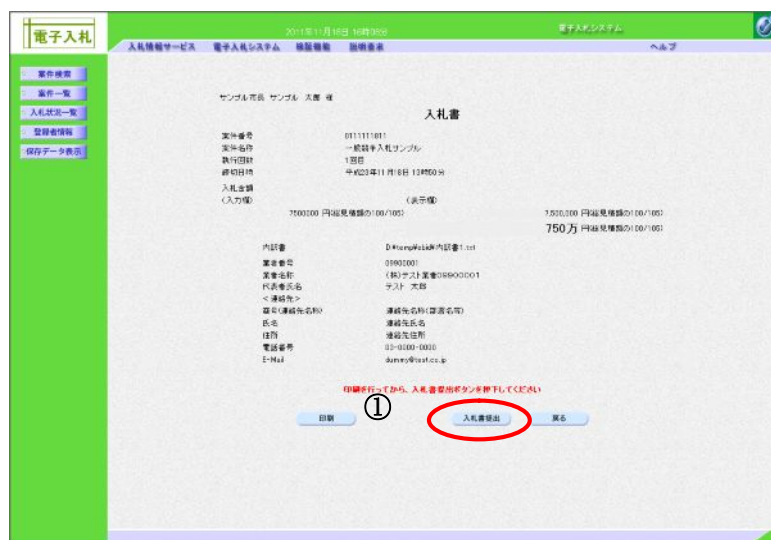 電子入札
2011年11月18日 16時08分
電子入札システム
入札情報サービス 電子入札システム 検証機能 説明要求 ヘルプ
案件検索
案件一覧
入札状況一覧
登録者情報
保存データ表示
サンプル市長 サンプル 太郎 様
入札書
案件番号 0111111011
案件名称 一般競争入札サンプル
執行回数 1回目
締切日時 平成23年11月18日 13時50分
入札金額
(入力欄) (表示欄)
7500000 円(総見積額の100/105) 7,500,000 円(総見積額の100/105)
750万 円(総見積額の100/105)
内訳書 D:¥temp¥ebid¥内訳書1.txt
業者番号 09900001
業者名称 (株)テスト業者09900001
代表者氏名 テスト 太郎
<連絡先>
商号(連絡先名称) 連絡先名称(部署名等)
氏名 連絡先氏名
住所 連絡先住所
電話番号 03-0000-0000
E-Mail dummy@test.co.jp
印刷を行ってから、入札書提出ボタンを押下してください
①
印刷 入札書提出 戻る